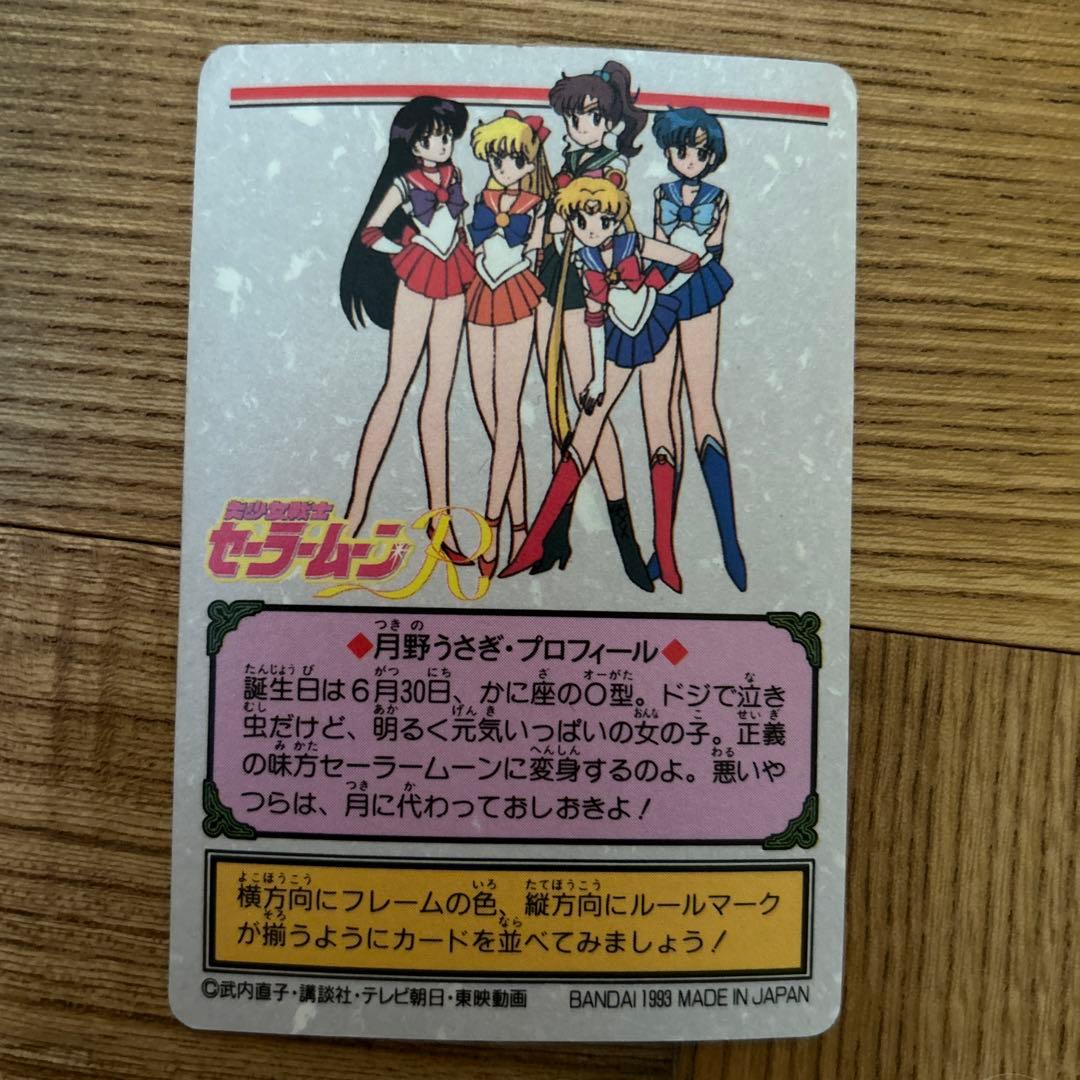 美少女戦士
セーラームーンR
◆月野うさぎ・プロフィール◆
誕生日は6月30日、かに座のO型。ドジで泣き
虫だけど、明るく元気いっぱいの女の子。正義
の味方セーラームーンに変身するのよ。悪いや
つらは、月に代わっておしおきよ!
横方向にフレームの色、縦方向にルールマーク
が揃うようにカードを並べてみましょう!
©武内直子・講談社・テレビ朝日・東映動画 BANDAI 1993 MADE IN JAPAN